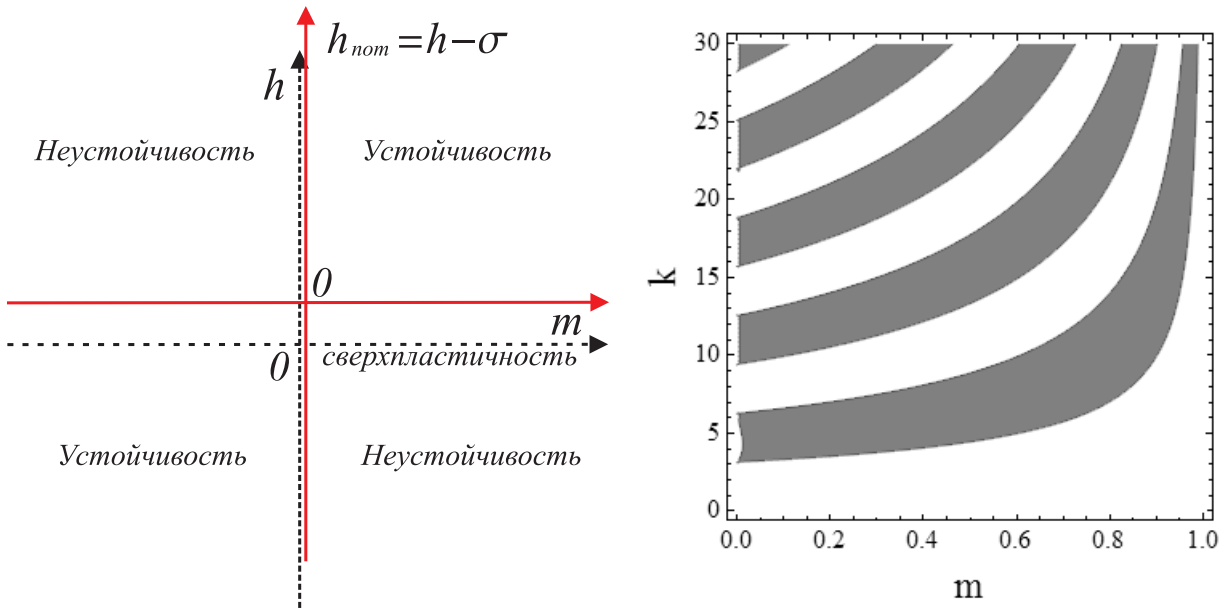 h пот = h − σ
h
Неустойчивость
Устойчивость
0
m
0
сверхпластичность
Устойчивость
Неустойчивость
30
25
20
15
10
5
0
k
0.0 0.2 0.4 0.6 0.8 1.0
m